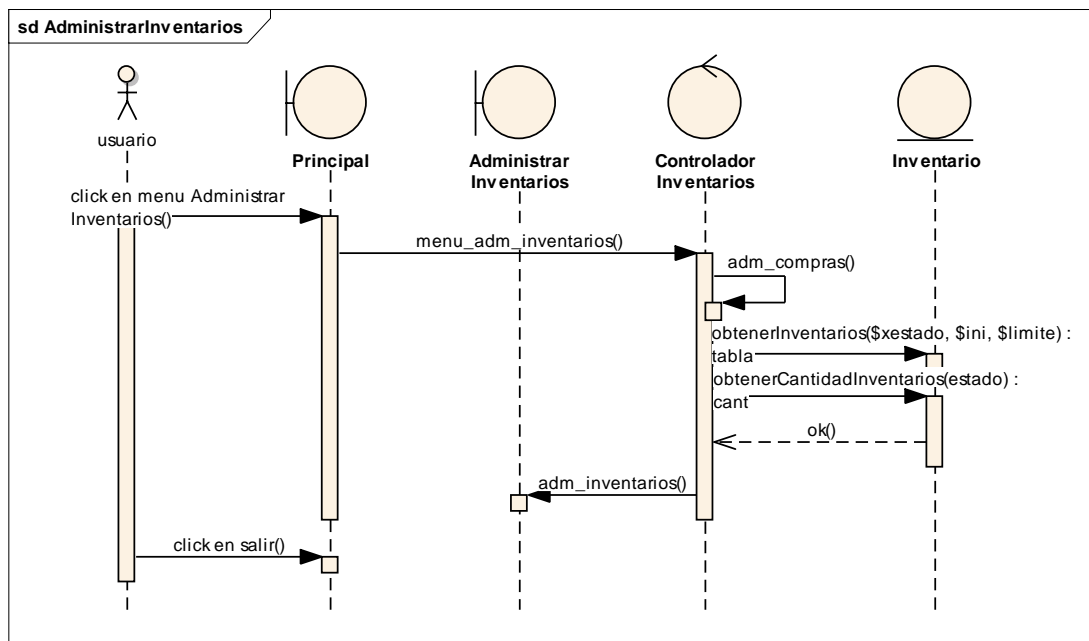 sd AdministrarInventarios
usuario
Principal
Administrar
Inventarios
Controlador
Inventarios
Inventario
click en menu Administrar
Inventarios()
menu_adm_inventarios()
adm_compras()
obtenerInventarios($xestado, $ini, $limite) :
tabla
obtenerCantidadInventarios(estado) :
cant
ok()
adm_inventarios()
click en salir()